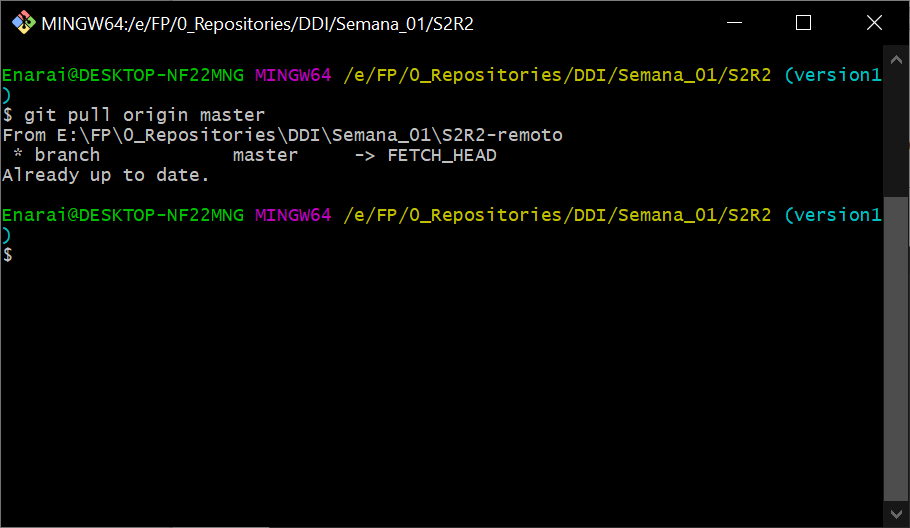 MINGW64:/e/FP/0_Repositories/DDI/Semana_01/S2R2
Enarai@DESKTOP-NF22MNG MINGW64 /e/FP/0_Repositories/DDI/Semana_01/S2R2 (version1
)
$ git pull origin master
From E:\FP\0_Repositories\DDI\Semana_01\S2R2-remoto
 * branch            master     -> FETCH_HEAD
Already up to date.
Enarai@DESKTOP-NF22MNG MINGW64 /e/FP/0_Repositories/DDI/Semana_01/S2R2 (version1
)
$